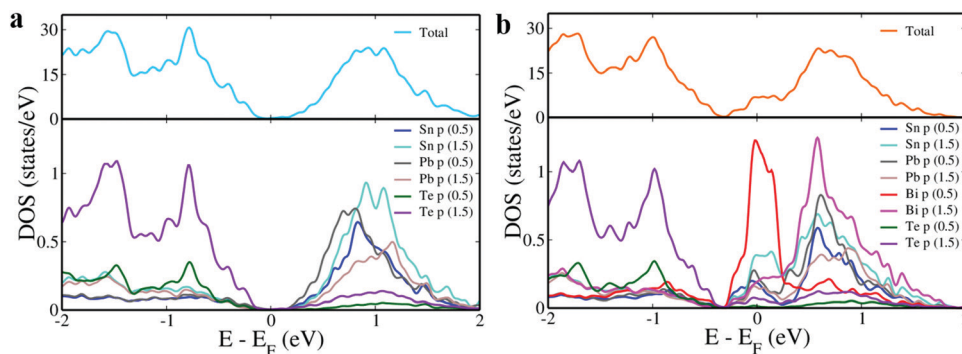 a
30
15
0
Total
DOS (states/eV)
1
0.5
0
Sn p (0.5)
Sn p (1.5)
Pb p (0.5)
Pb p (1.5)
Te p (0.5)
Te p (1.5)
-2 -1 0 1 2
E - E_F (eV)
b
30
15
0
Total
DOS (states/eV)
1
0.5
0
Sn p (0.5)
Sn p (1.5)
Pb p (0.5)
Pb p (1.5)
Bi p (0.5)
Bi p (1.5)
Te p (0.5)
Te p (1.5)
-2 -1 0 1 2
E - E_F (eV)